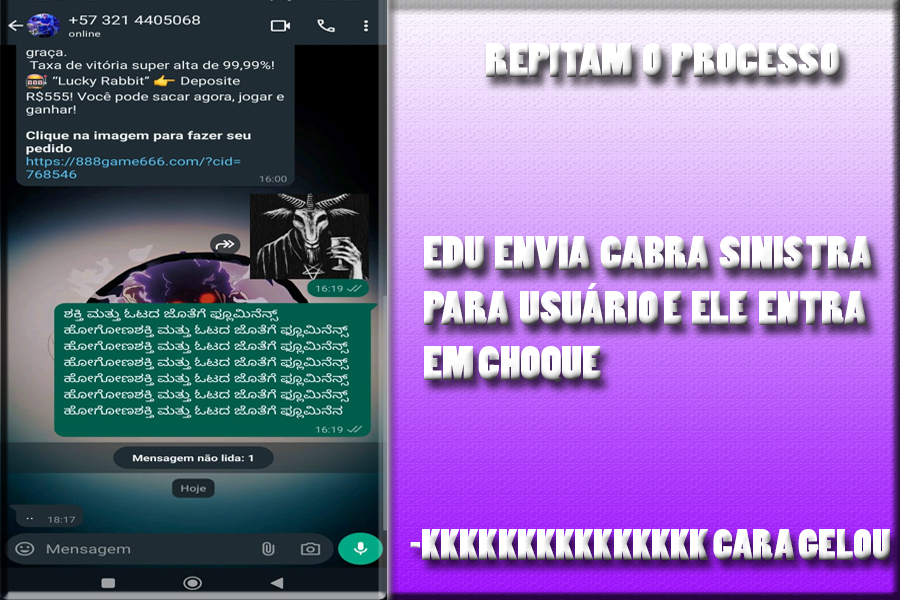 +57 321 4405068
online
graça.
Taxa de vitória super alta de 99,99%!
🎰 “Lucky Rabbit” 👉 Deposite
R$555! Você pode sacar agora, jogar e
ganhar!
Clique na imagem para fazer seu
pedido
https://888game666.com/?cid=
768546
16:00
16:19
ಶಕ್ತಿ ಮತ್ತು ಓಟದ ಜೊತೆಗೆ ಫ್ಲೂಮಿನೆನ್ಸ್
ಹೋಗೋಣಶಕ್ತಿ ಮತ್ತು ಓಟದ ಜೊತೆಗೆ ಫ್ಲೂಮಿನೆನ್ಸ್
ಹೋಗೋಣಶಕ್ತಿ ಮತ್ತು ಓಟದ ಜೊತೆಗೆ ಫ್ಲೂಮಿನೆನ್ಸ್
ಹೋಗೋಣಶಕ್ತಿ ಮತ್ತು ಓಟದ ಜೊತೆಗೆ ಫ್ಲೂಮಿನೆನ್ಸ್
ಹೋಗೋಣಶಕ್ತಿ ಮತ್ತು ಓಟದ ಜೊತೆಗೆ ಫ್ಲೂಮಿನೆನ್ಸ್
ಹೋಗೋಣಶಕ್ತಿ ಮತ್ತು ಓಟದ ಜೊತೆಗೆ ಫ್ಲೂಮಿನೆನ್ಸ್
ಹೋಗೋಣಶಕ್ತಿ ಮತ್ತು ಓಟದ ಜೊತೆಗೆ ಫ್ಲೂಮಿನೆನ
16:19
Mensagem não lida: 1
Hoje
..
18:17
Mensagem
REPITAM O PROCESSO
EDU ENVIA CABRA SINISTRA
PARA USUÁRIO E ELE ENTRA
EM CHOQUE
-KKKKKKKKKKKKKKKK CARA GELOU